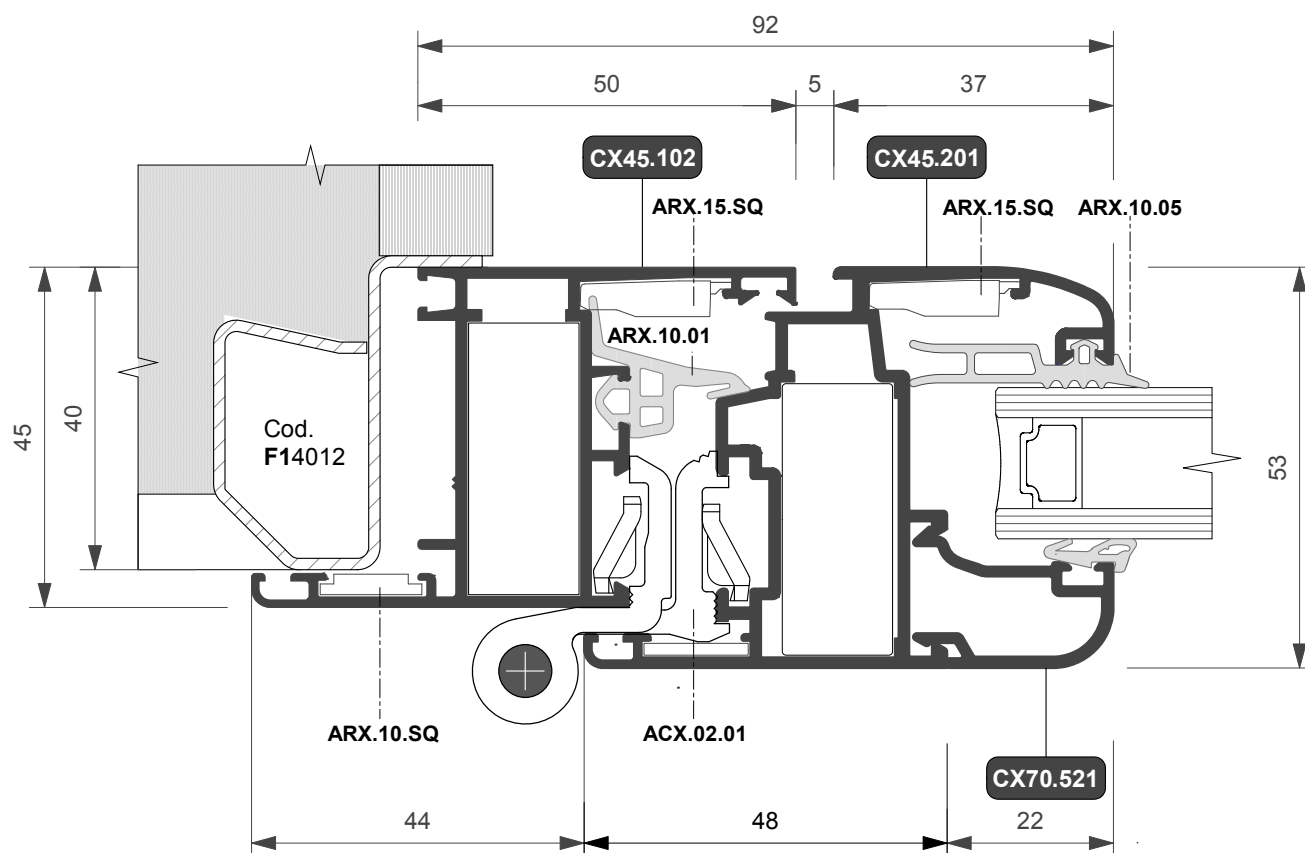 92
50
5
37
CX45.102
CX45.201
ARX.15.SQ
ARX.15.SQ
ARX.10.05
ARX.10.01
45
40
Cod.
F14012
53
ARX.10.SQ
ACX.02.01
CX70.521
44
48
22